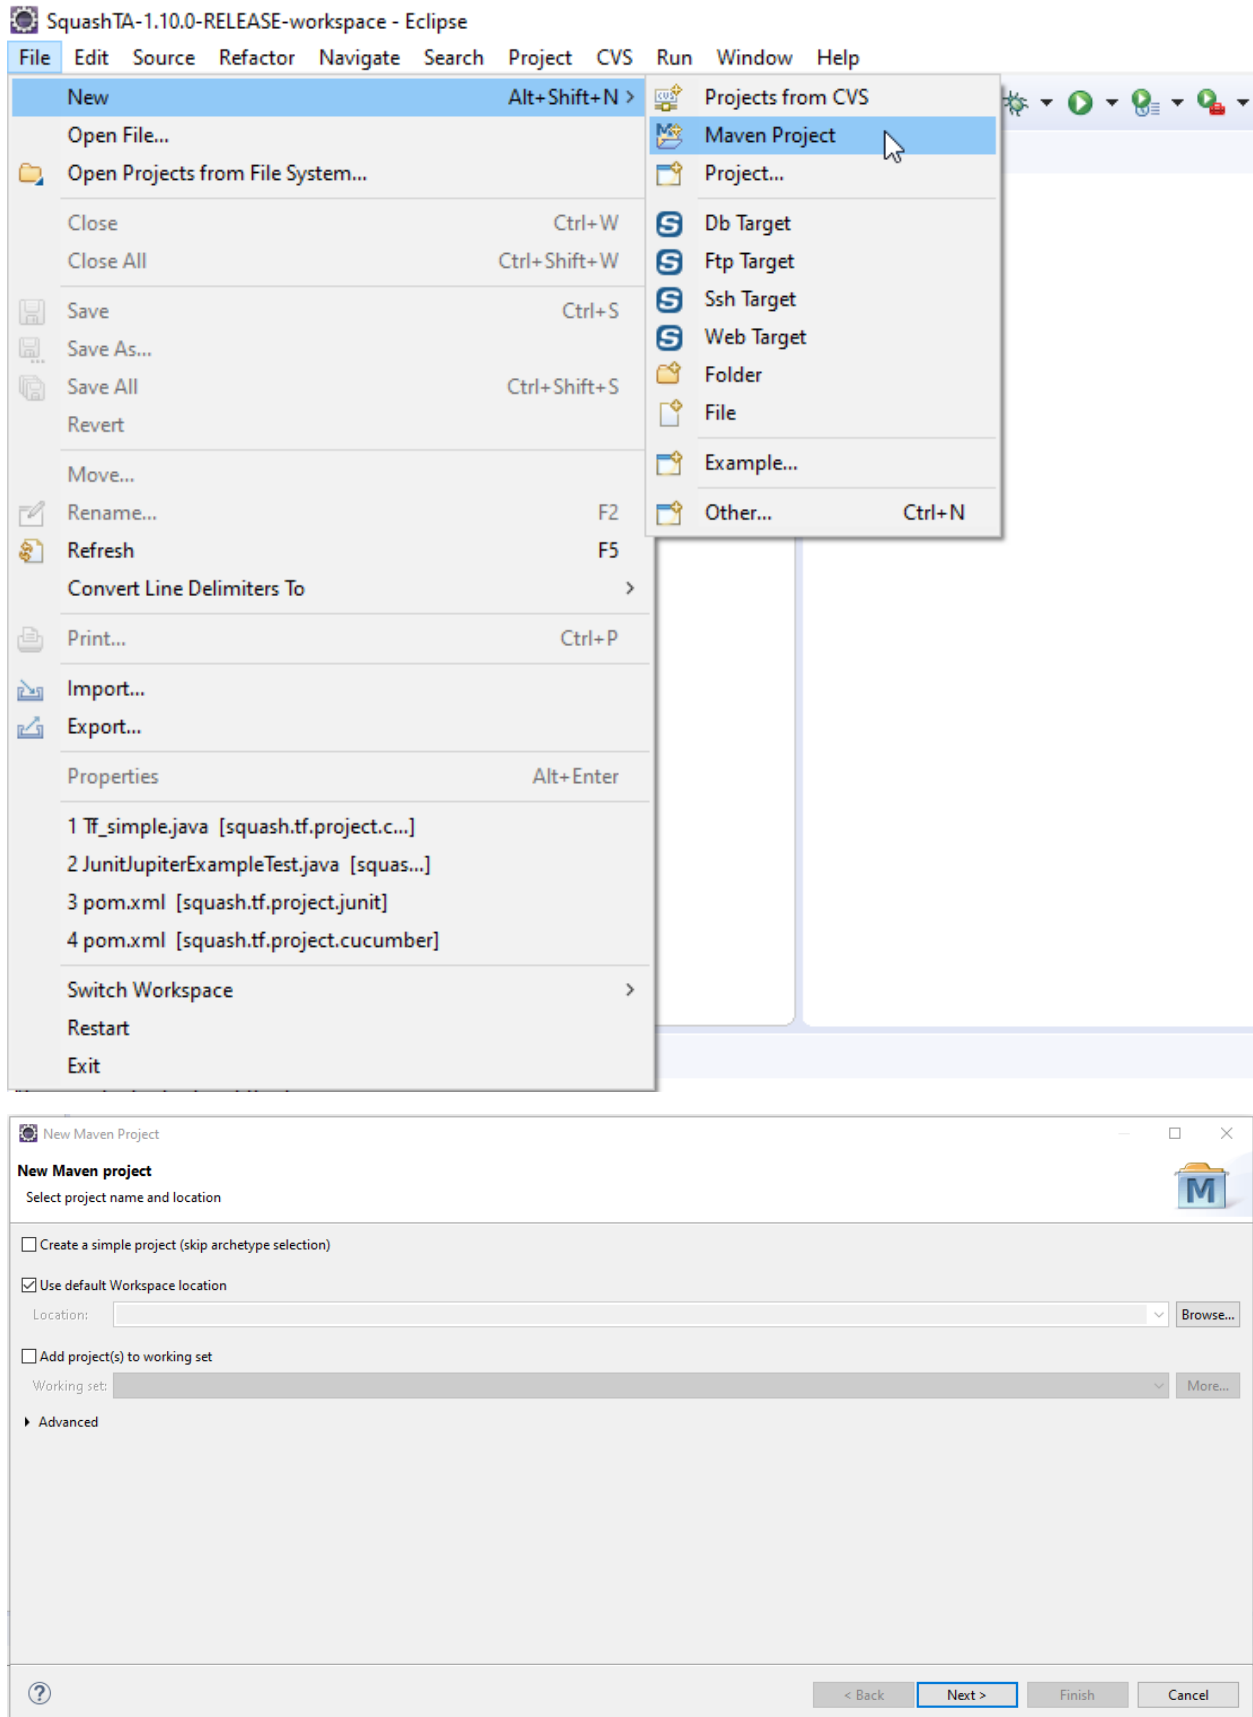 SquashTA-1.10.0-RELEASE-workspace - Eclipse
File Edit Source Refactor Navigate Search Project CVS Run Window Help
New Alt+Shift+N >
Open File...
Open Projects from File System...
Close Ctrl+W
Close All Ctrl+Shift+W
Save Ctrl+S
Save As...
Save All Ctrl+Shift+S
Revert
Move...
Rename... F2
Refresh F5
Convert Line Delimiters To >
Print... Ctrl+P
Import...
Export...
Properties Alt+Enter
1 Tf_simple.java [squash.tf.project.c...]
2 JunitJupiterExampleTest.java [squas...]
3 pom.xml [squash.tf.project.junit]
4 pom.xml [squash.tf.project.cucumber]
Switch Workspace >
Restart
Exit
Projects from CVS
Maven Project
Project...
Db Target
Ftp Target
Ssh Target
Web Target
Folder
File
Example...
Other... Ctrl+N
New Maven Project
New Maven project
Select project name and location
M
Create a simple project (skip archetype selection)
Use default Workspace location
Location: Browse...
Add project(s) to working set
Working set: More...
Advanced
? < Back Next > Finish Cancel